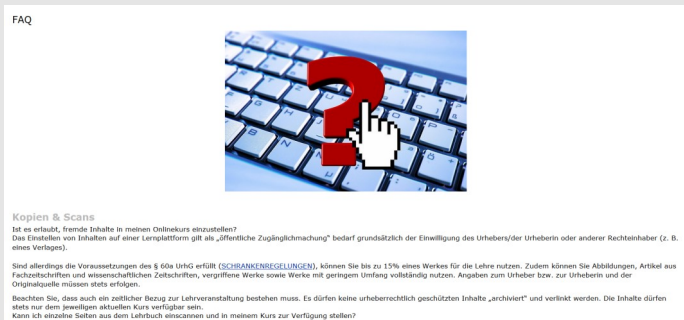 FAQ
Kopien & Scans
Ist es erlaubt, fremde Inhalte in meinen Onlinekurs einzustellen?
Das Einstellen von Inhalten auf einer Lernplattform gilt als „öffentliche Zugänglichmachung" bedarf grundsätzlich der Einwilligung des Urhebers/der Urheberin oder anderer Rechteinhaber (z. B.
eines Verlages).
Sind allerdings die Voraussetzungen des § 60a UrhG erfüllt (SCHRANKENREGELUNGEN), können Sie bis zu 15% eines Werkes für die Lehre nutzen. Zudem können Sie Abbildungen, Artikel aus
Fachzeitschriften und wissenschaftlichen Zeitschriften, vergriffene Werke sowie Werke mit geringem Umfang vollständig nutzen. Angaben zum Urheber bzw. zur Urheberin und der
Originalquelle müssen stets erfolgen.
Beachten Sie, dass auch ein zeitlicher Bezug zur Lehrveranstaltung bestehen muss. Es dürfen keine urheberrechtlich geschützten Inhalte „archiviert" und verlinkt werden. Die Inhalte dürfen
stets nur dem jeweiligen aktuellen Kurs verfügbar sein.
Kann ich einzelne Seiten aus dem Lehrbuch einscannen und in meinem Kurs zur Verfügung stellen?